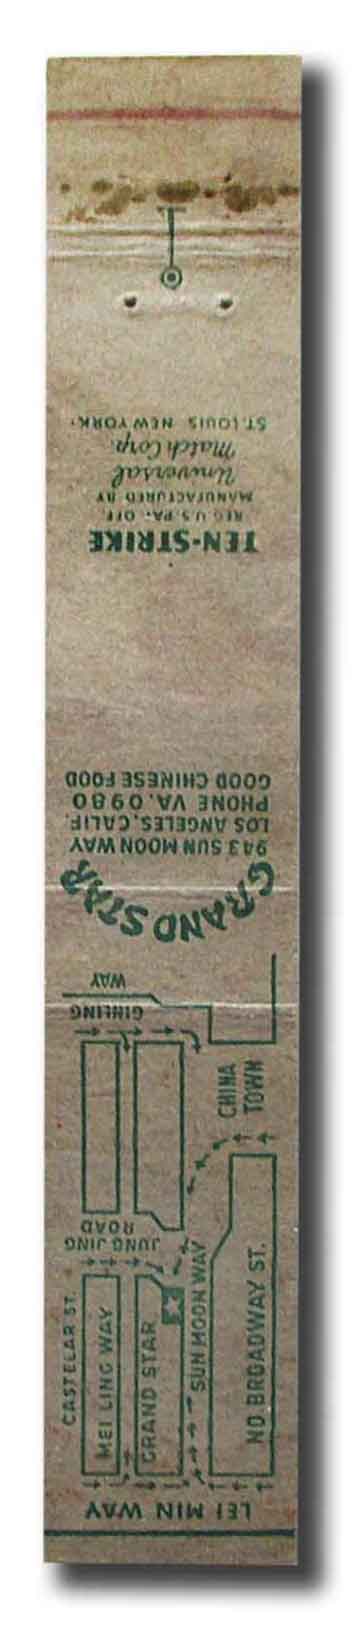 LEI MIN WAY
CASTELAR ST.
MEI LING WAY
GRAND STAR
SUN MOON WAY
NO. BROADWAY ST.
JUNG JING
ROAD
CHINA
TOWN
GINLING
WAY
GRAND STAR
943 SUN MOON WAY
LOS ANGELES, CALIF.
PHONE VA. 0980
GOOD CHINESE FOOD
TEN-STRIKE
REG. U.S. PAT. OFF.
MANUFACTURED BY
Universal
Match Corp.
ST. LOUIS NEW YORK